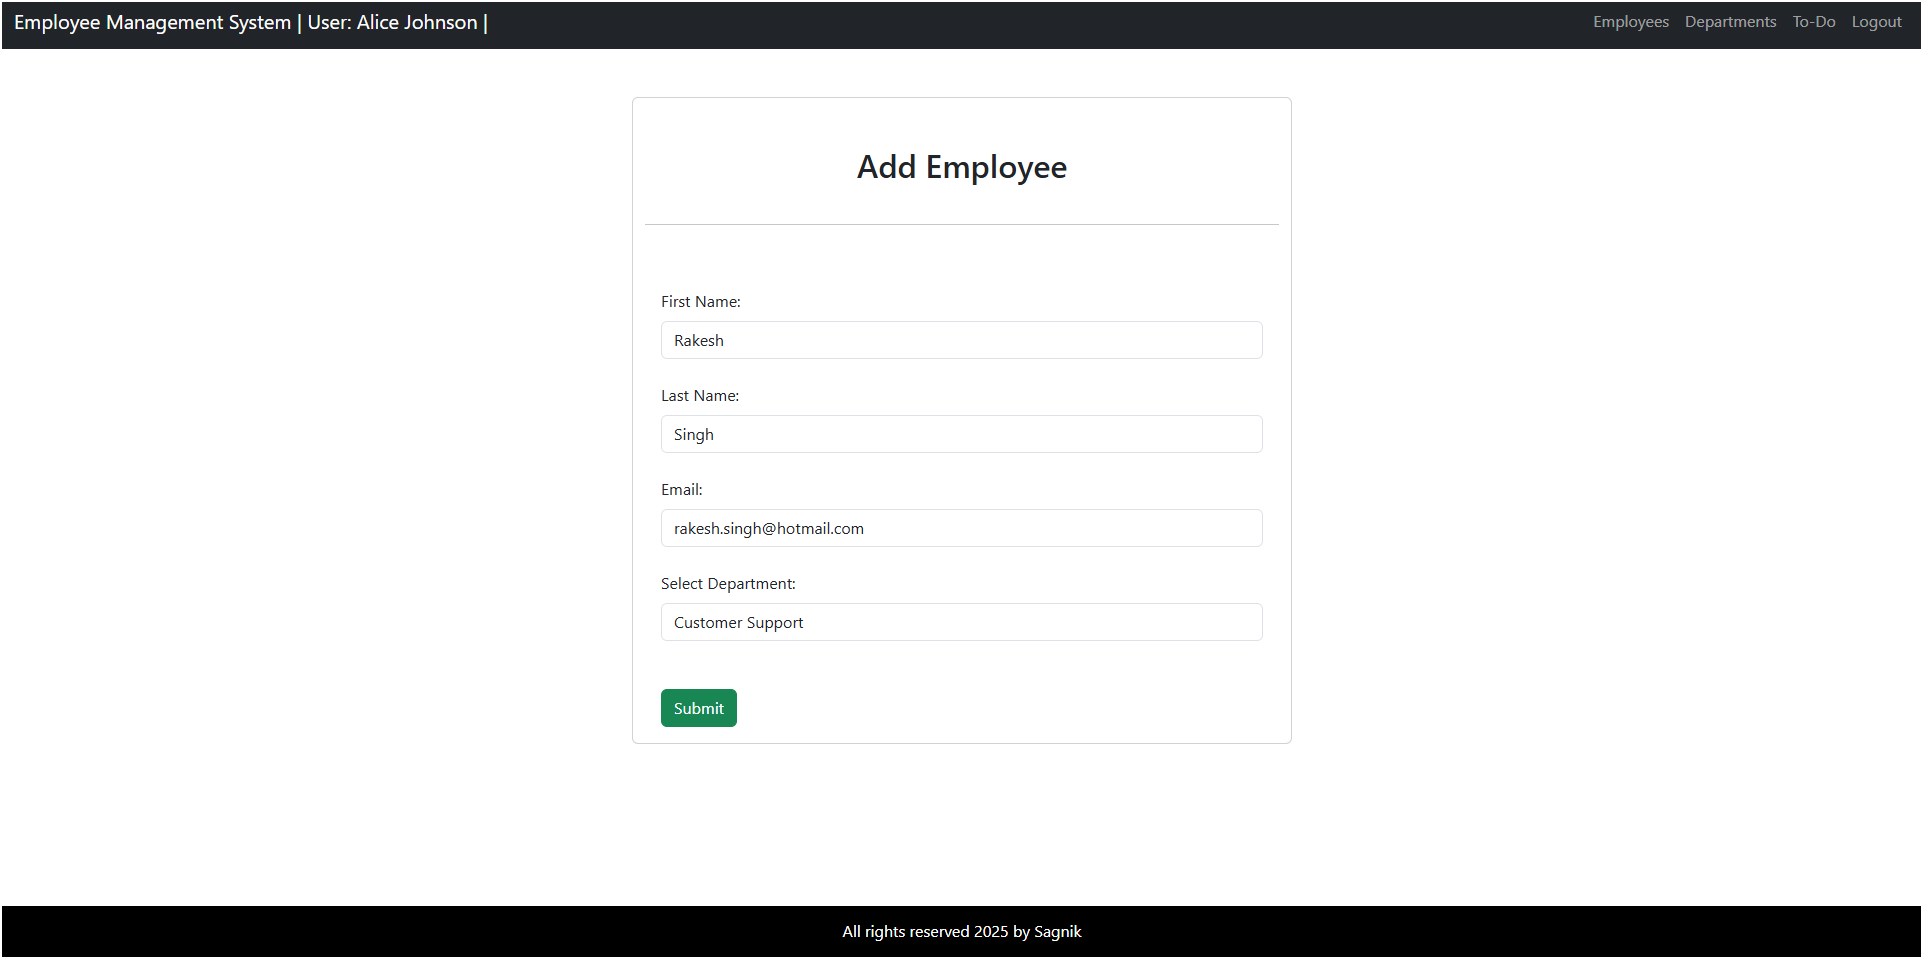 Employee Management System | User: Alice Johnson | Employees Departments To-Do Logout
Add Employee
First Name:
Rakesh
Last Name:
Singh
Email:
rakesh.singh@hotmail.com
Select Department:
Customer Support
Submit
All rights reserved 2025 by Sagnik